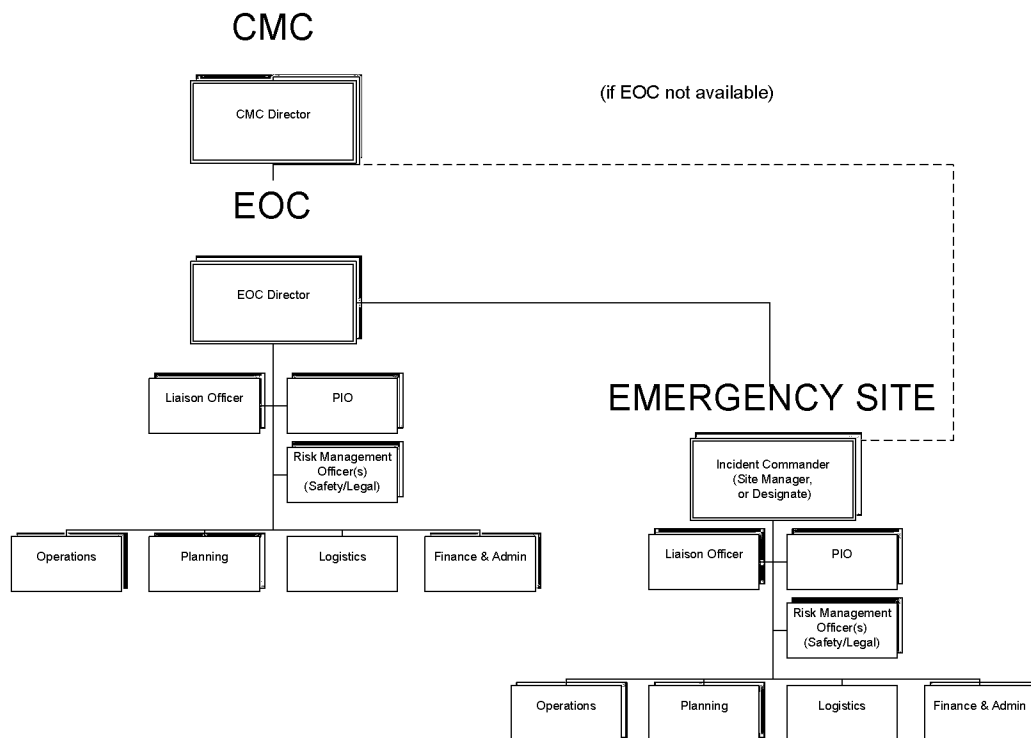 CMC
(if EOC not available)
CMC Director
EOC
EOC Director
Liaison Officer
PIO
Risk Management
Officer(s)
(Safety/Legal)
Operations
Planning
Logistics
Finance & Admin
EMERGENCY SITE
Incident Commander
(Site Manager,
or Designate)
Liaison Officer
PIO
Risk Management
Officer(s)
(Safety/Legal)
Operations
Planning
Logistics
Finance & Admin